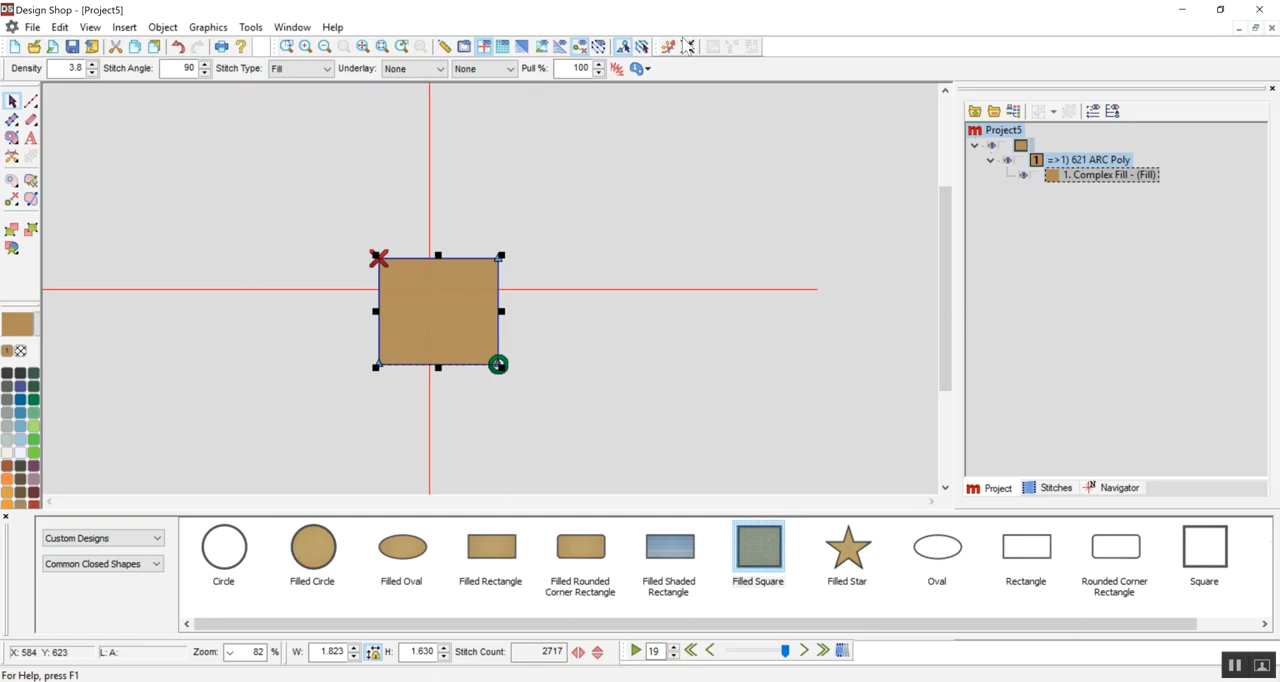 DS Design Shop - [Project5]
File Edit View Insert Object Graphics Tools Window Help
Density 3.8 Stitch Angle: 90 Stitch Type: Fill Underlay: None None Pull %: 100
Project5
1 =>1) 621 ARC Poly
1. Complex Fill - (Fill)
Project Stitches Navigator
1
Custom Designs
Common Closed Shapes
Circle Filled Circle Filled Oval Filled Rectangle Filled Rounded Corner Rectangle Filled Shaded Rectangle Filled Square Filled Star Oval Rectangle Rounded Corner Rectangle Square
X: 584 Y: 623 L: A: Zoom: 82 % W: 1.823 H: 1.630 Stitch Count: 2717 19
For Help, press F1